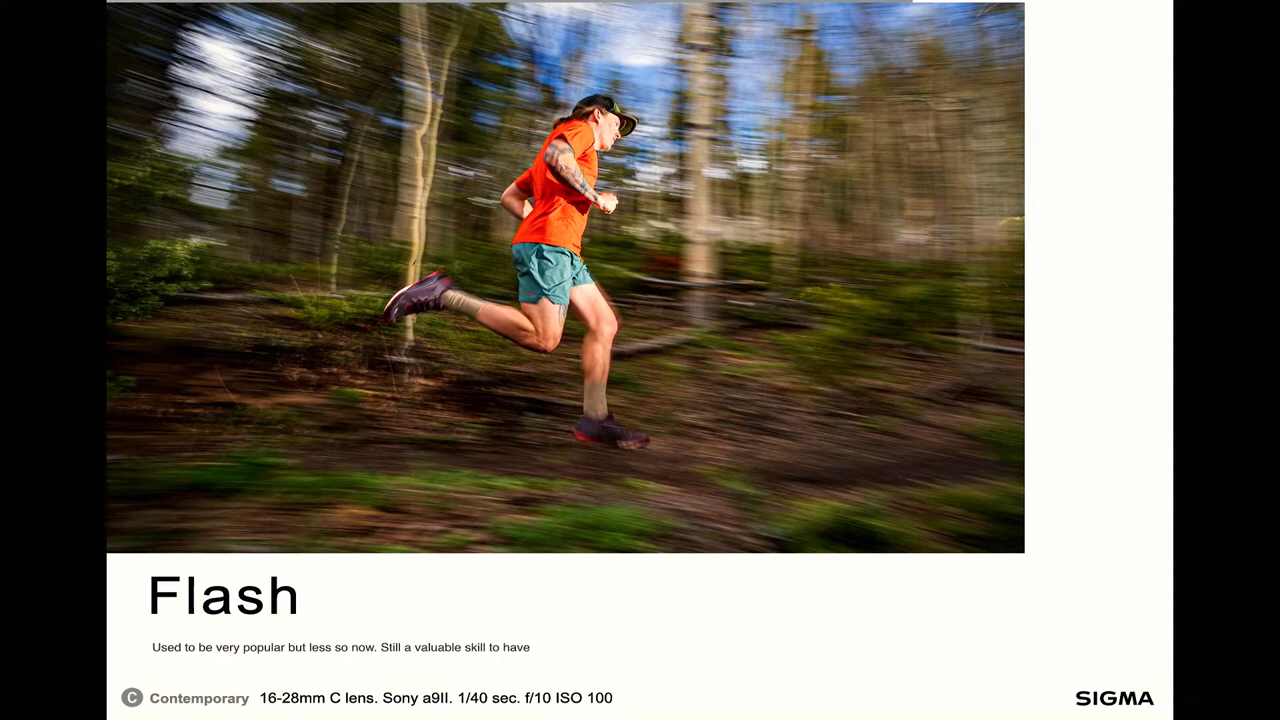 Flash
Used to be very popular but less so now. Still a valuable skill to have
C Contemporary 16-28mm C lens. Sony a9II. 1/40 sec. f/10 ISO 100
SIGMA